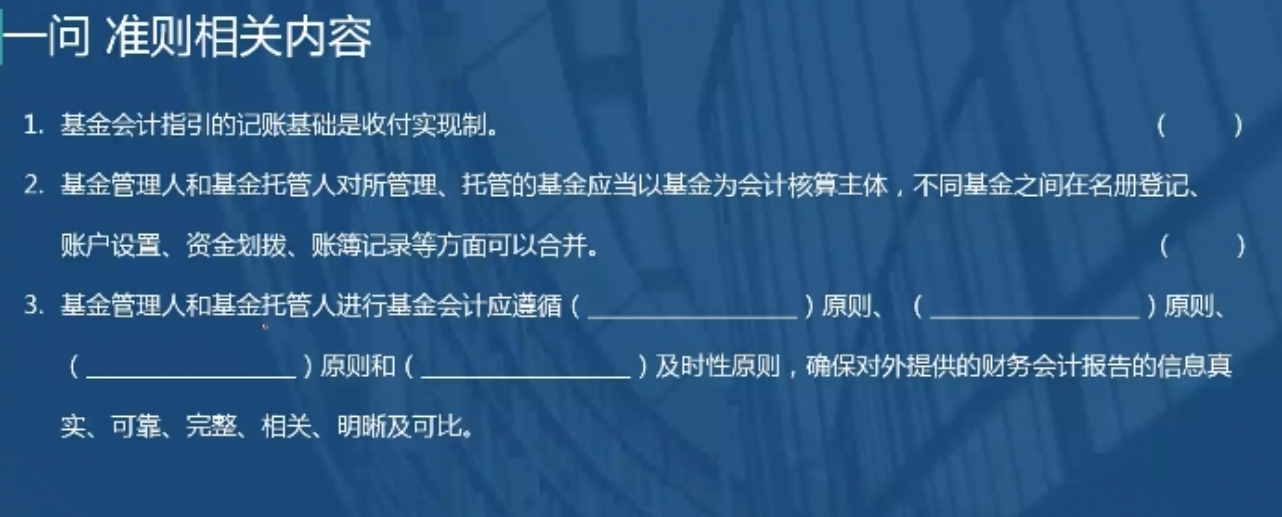 一问 准则相关内容
1. 基金会计指引的记账基础是收付实现制。 ( )
2. 基金管理人和基金托管人对所管理、托管的基金应当以基金为会计核算主体，不同基金之间在名册登记、
账户设置、资金划拨、账簿记录等方面可以合并。 ( )
3. 基金管理人和基金托管人进行基金会计应遵循（________________）原则、（________________）原则、
（________________）原则和（________________）及时性原则，确保对外提供的财务会计报告的信息真
实、可靠、完整、相关、明晰及可比。